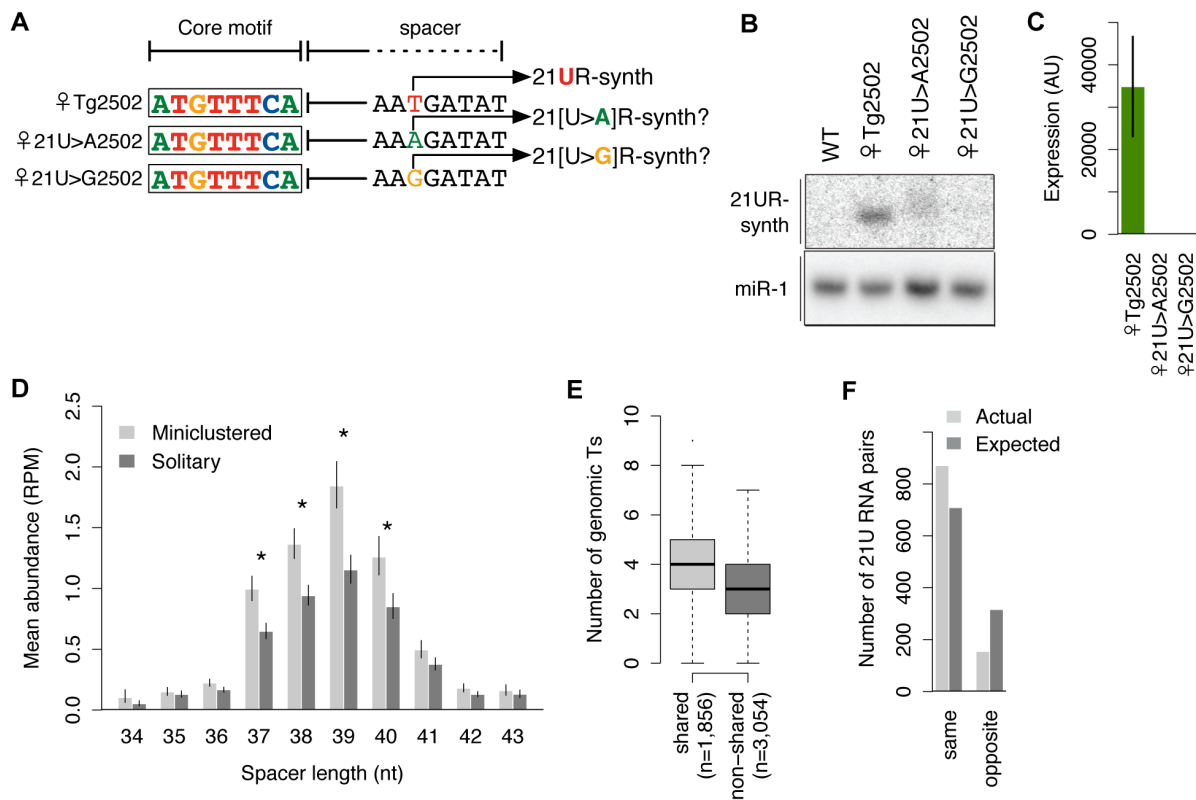 A
Core motif
spacer
21UR-synth
♀Tg2502
ATGTTTCA
AATGATAT
21[U>A]R-synth?
♀21U>A2502
ATGTTTCA
AAAGATAT
21[U>G]R-synth?
♀21U>G2502
ATGTTTCA
AAGGATAT
B
WT
♀Tg2502
♀21U>A2502
♀21U>G2502
21UR-
synth
miR-1
C
Expression (AU)
0
20000
40000
♀Tg2502
♀21U>A2502
♀21U>G2502
D
Mean abundance (RPM)
2.5
2.0
1.5
1.0
0.5
0.0
Miniclustered
Solitary
*
*
*
*
34 35 36 37 38 39 40 41 42 43
Spacer length (nt)
E
Number of genomic Ts
10
8
6
4
2
0
shared
(n=1,856)
non-shared
(n=3,054)
F
Actual
Expected
Number of 21U RNA pairs
800
600
400
200
0
same
opposite